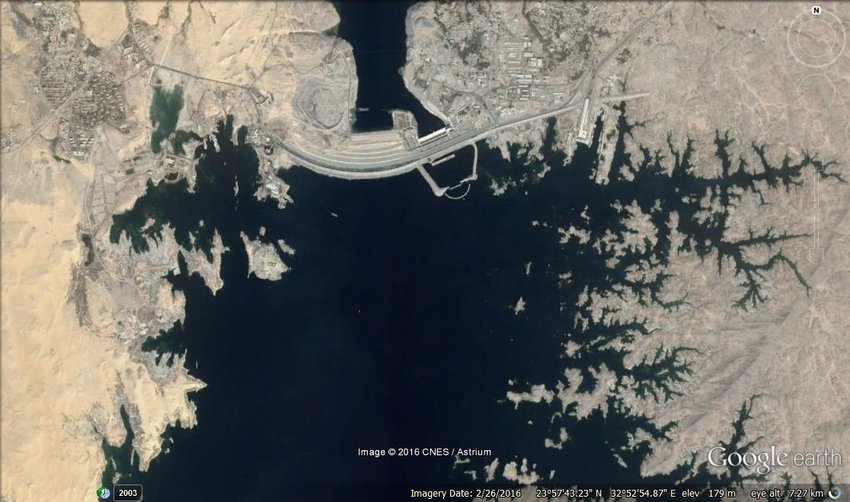 N
Image © 2016 CNES / Astrium
Google earth
2003
Imagery Date: 2/26/2016 23°57'43.23" N 32°52'54.87" E elev 179 m eye alt 7.27 km